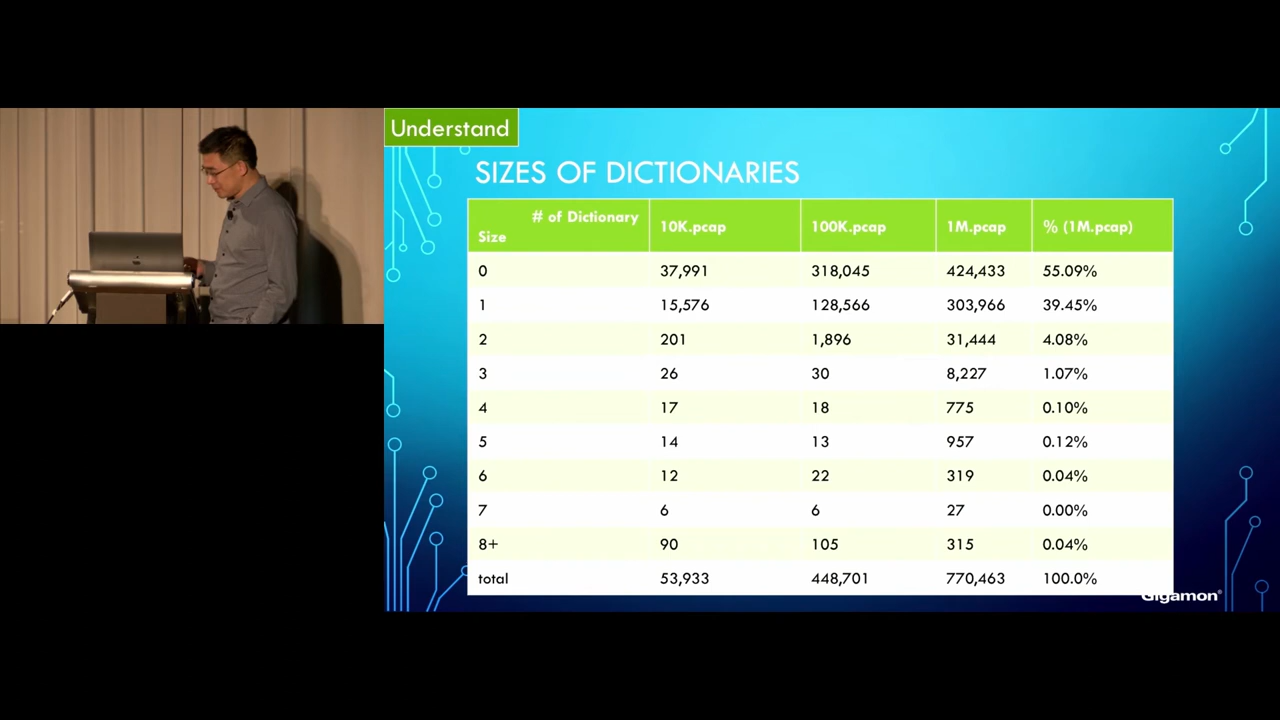 Understand
SIZES OF DICTIONARIES
# of Dictionary
Size 10K.pcap 100K.pcap 1M.pcap % (1M.pcap)
0 37,991 318,045 424,433 55.09%
1 15,576 128,566 303,966 39.45%
2 201 1,896 31,444 4.08%
3 26 30 8,227 1.07%
4 17 18 775 0.10%
5 14 13 957 0.12%
6 12 22 319 0.04%
7 6 6 27 0.00%
8+ 90 105 315 0.04%
total 53,933 448,701 770,463 100.0%
Gigamon®